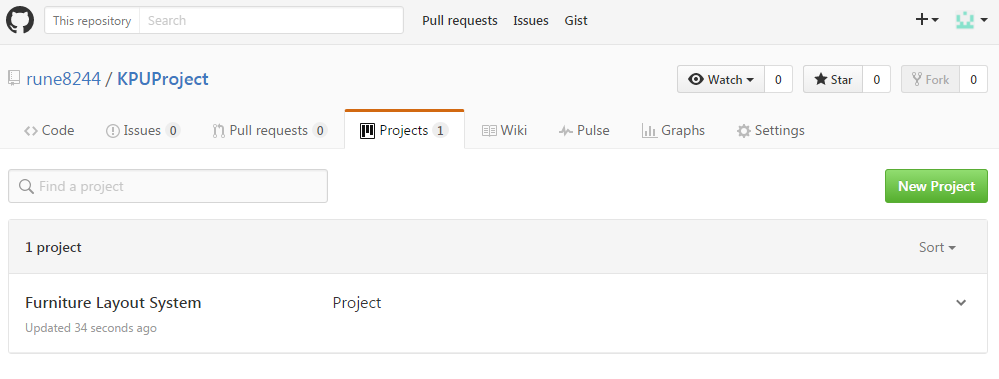 This repository Search Pull requests Issues Gist
rune8244 / KPUProject Watch 0 Star 0 Fork 0
Code Issues 0 Pull requests 0 Projects 1 Wiki Pulse Graphs Settings
Find a project New Project
1 project Sort
Furniture Layout System Project
Updated 34 seconds ago